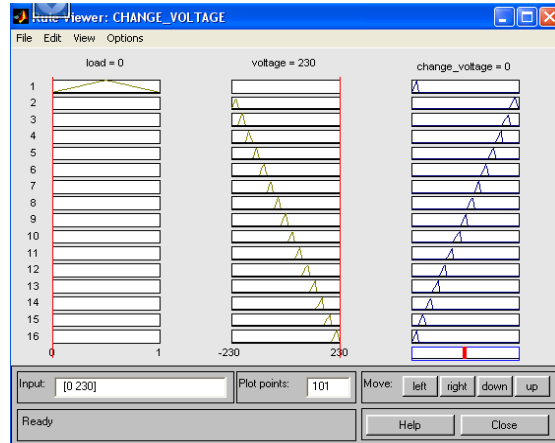 Rule Viewer: CHANGE_VOLTAGE
File Edit View Options
load = 0 voltage = 230 change_voltage = 0
1
2
3
4
5
6
7
8
9
10
11
12
13
14
15
16
0 1 -230 230
Input: [0 230] Plot points: 101 Move: left right down up
Ready Help Close